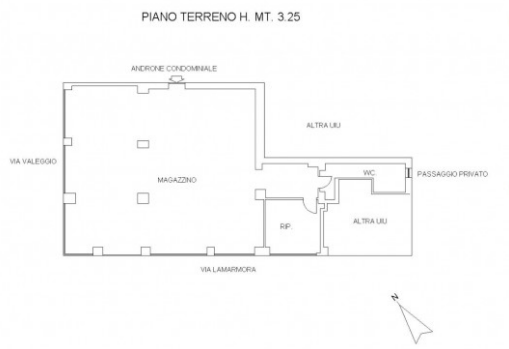 PIANO TERRENO H. MT. 3.25
ANDRONE CONDOMINIALE
ALTRA UIU
VIA VALEGGIO
MAGAZZINO
WC.
PASSAGGIO PRIVATO
RIP.
ALTRA UIU
VIA LAMARMORA
N